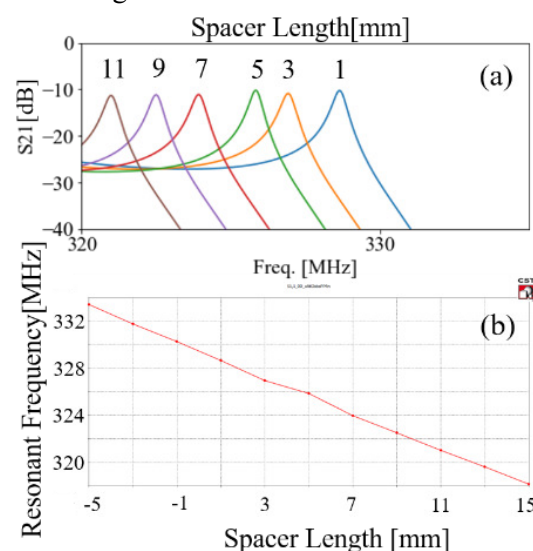 Spacer Length[mm]
0
11 9 7 5 3 1 (a)
−10
S21[dB]
−20
−30
−40
320 330
Freq. [MHz]
CST
(b)
Resonant Frequency[MHz]
332
328
324
320
-5 -1 3 7 11 15
Spacer Length [mm]